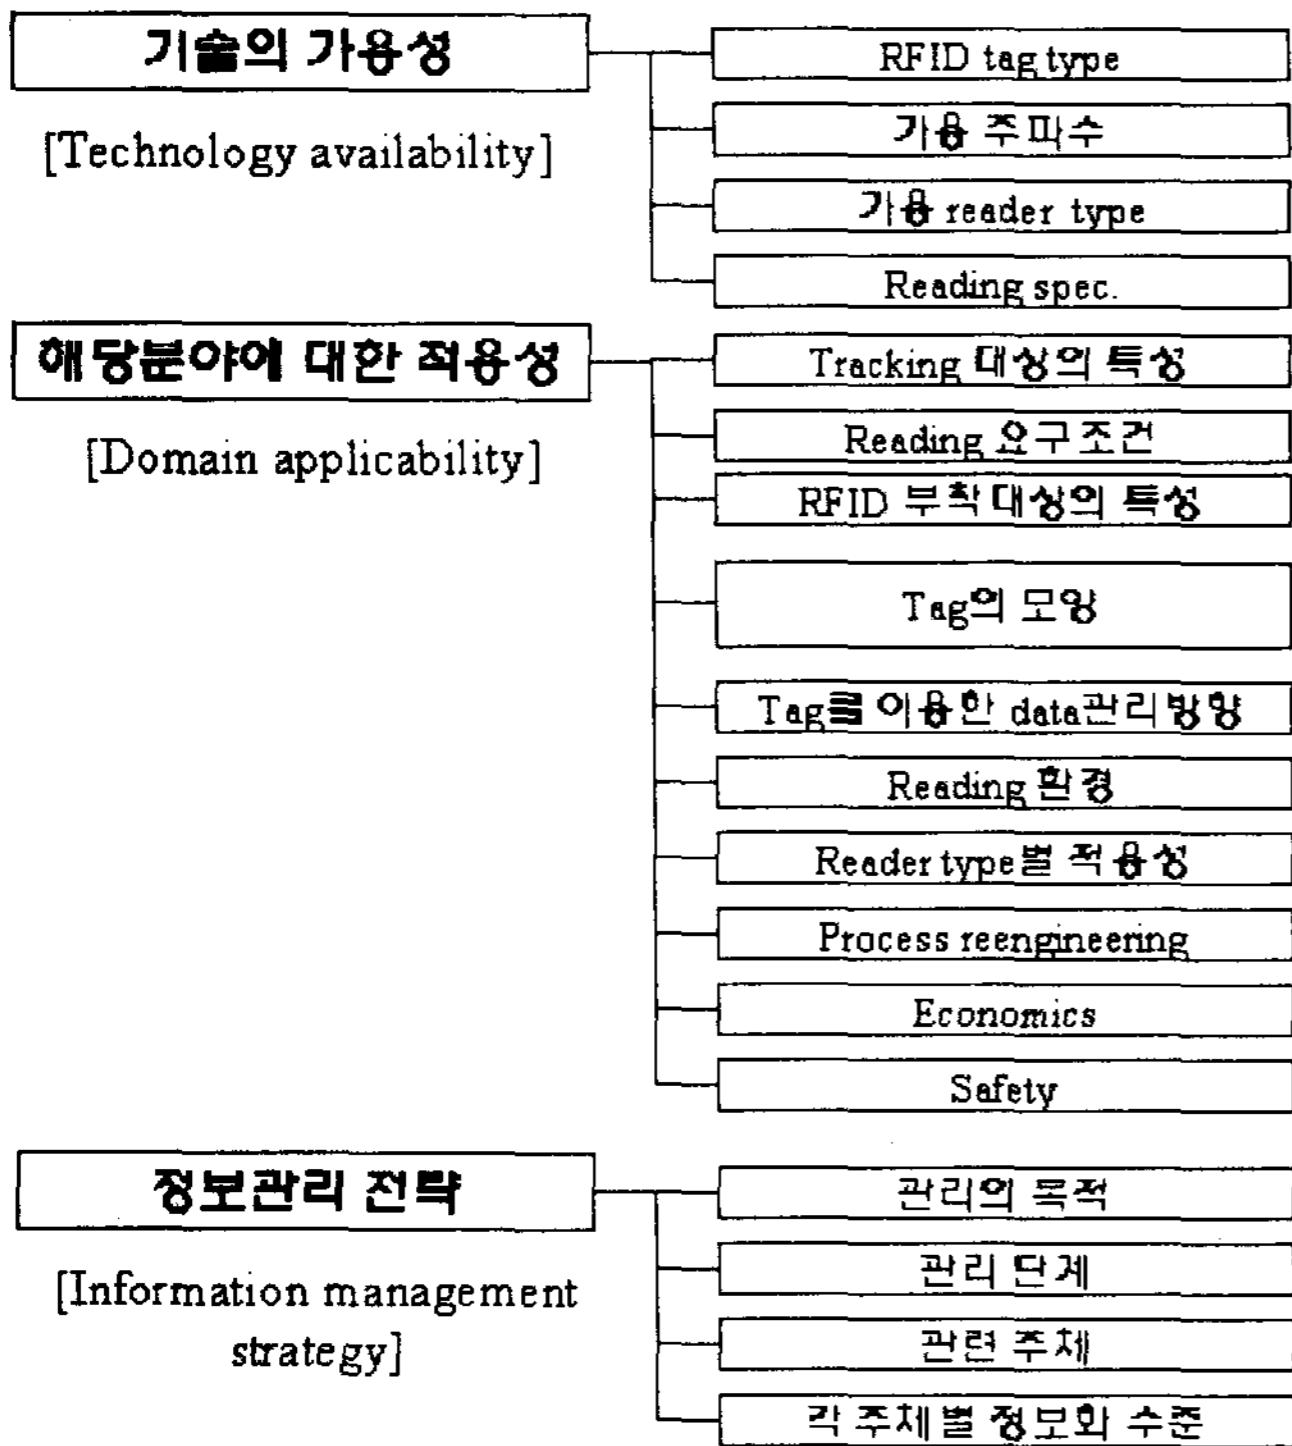 기술의 가용성
[Technology availability]
RFID tag type
가용 주파수
가용 reader type
Reading spec.
해당분야에 대한 적용성
[Domain applicability]
Tracking 대상의 특성
Reading 요구조건
RFID 부착대상의 특성
Tag의 모양
Tag를 이용한 data관리방향
Reading 환경
Reader type별 적용성
Process reengineering
Economics
Safety
정보관리 전략
[Information management
strategy]
관리의 목적
관리 단계
관련 주체
각 주체별 정보화 수준